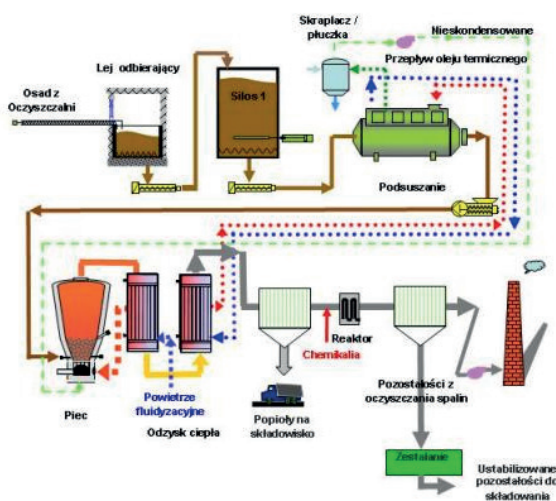 Skraplacz /
płuczka
Nieskondensowane
Lej odbierający
Przepływ oleju termicznego
Osad z
Oczyszczalni
Silos 1
Podsuszanie
Reaktor
Chemikalia
Powietrze
fluidyzacyjne
Piec
Odzysk ciepła
Popioły na
składowisko
Pozostałości z
oczyszczania spalin
Zestalanie
Ustabilizowane
pozostałości do
składowania